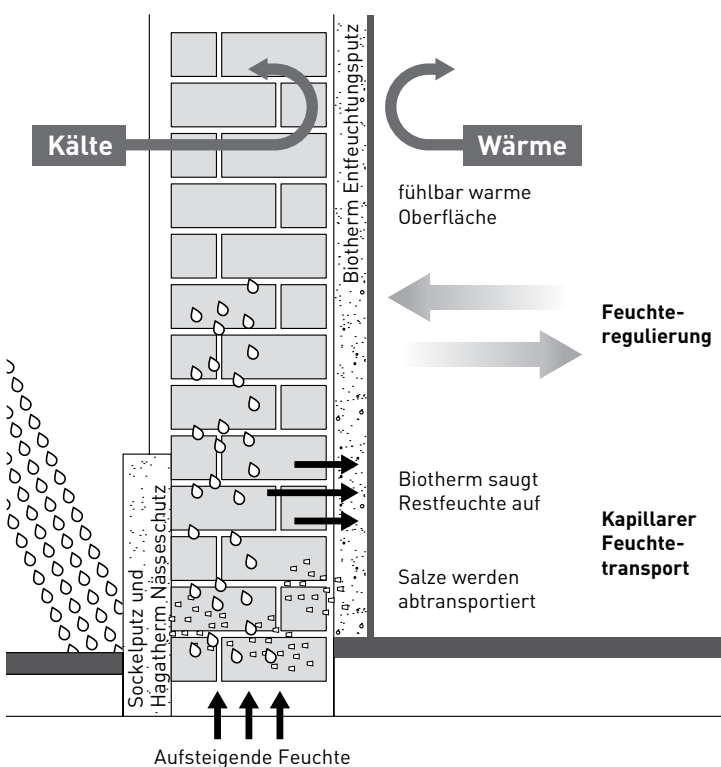 Biotherm Entfeuchtungsputz
Kälte
Wärme
fühlbar warme
Oberfläche
Feuchte-
regulierung
Biotherm saugt
Restfeuchte auf
Kapillarer
Feuchte-
transport
Salze werden
abtransportiert
Sockelputz und
Hagatherm Nässeschutz
Aufsteigende Feuchte